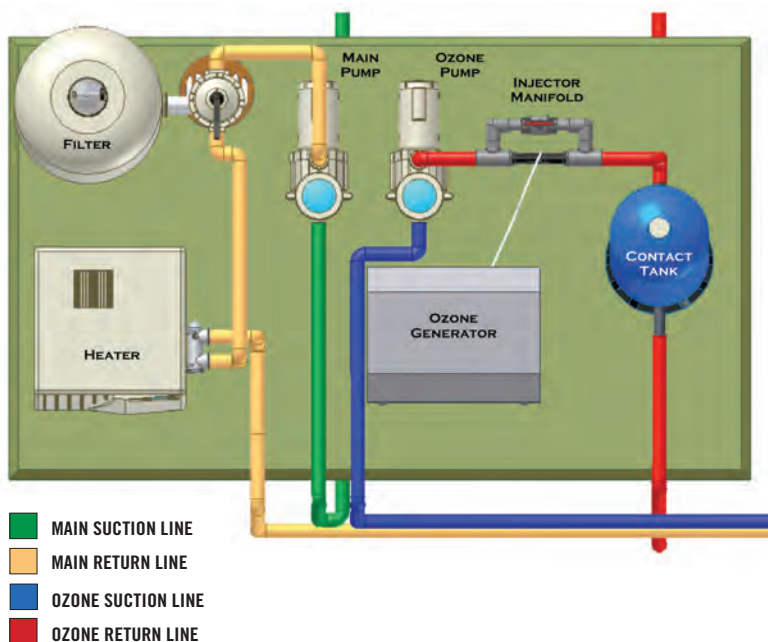 MAIN
PUMP
OZONE
PUMP
INJECTOR
MANIFOLD
FILTER
CONTACT
TANK
OZONE
GENERATOR
HEATER
MAIN SUCTION LINE
MAIN RETURN LINE
OZONE SUCTION LINE
OZONE RETURN LINE